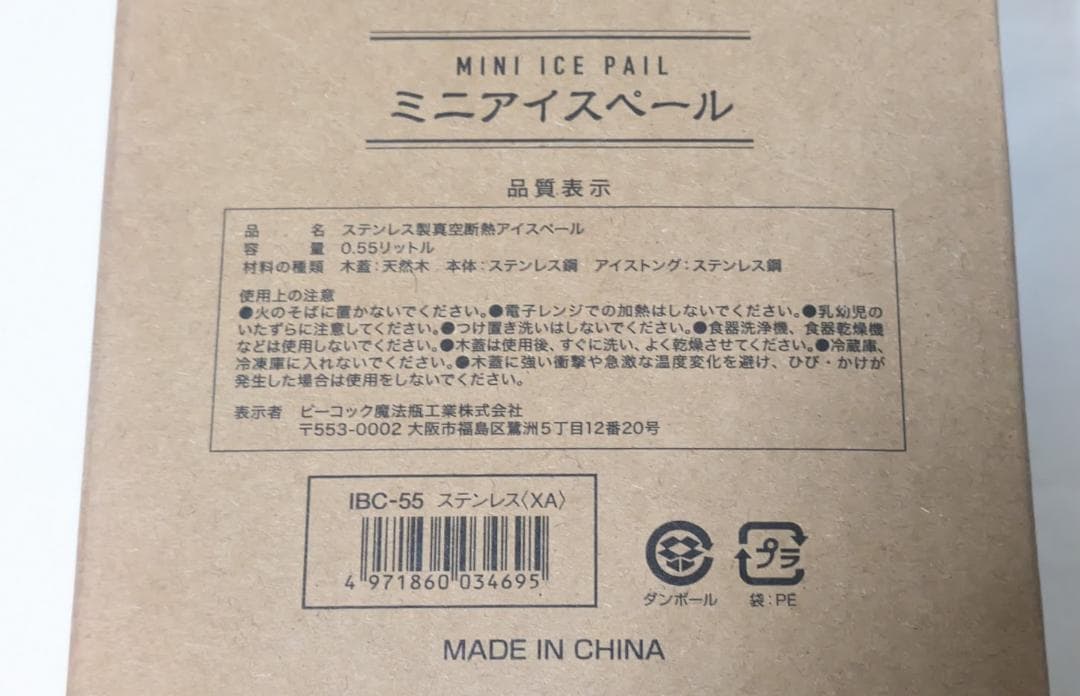 MINI ICE PAIL
ミニアイスペール
品質表示
品　　名　ステンレス製真空断熱アイスペール
容　　量　0.55リットル
材料の種類　木蓋：天然木　本体：ステンレス鋼　アイストング：ステンレス鋼
使用上の注意
●火のそばに置かないでください。●電子レンジでの加熱はしないでください。●乳幼児の
いたずらに注意してください。●つけ置き洗いはしないでください。●食器洗浄機、食器乾燥機
などは使用しないでください。●木蓋は使用後、すぐに洗い、よく乾燥させてください。●冷蔵庫、
冷凍庫に入れないでください。●木蓋に強い衝撃や急激な温度変化を避け、ひび・かけが
発生した場合は使用をしないでください。
表示者　ピーコック魔法瓶工業株式会社
〒553-0002 大阪市福島区鷺洲5丁目12番20号
IBC-55 ステンレス〈XA〉
4 971860 034695
プラ
ダンボール　袋：PE
MADE IN CHINA